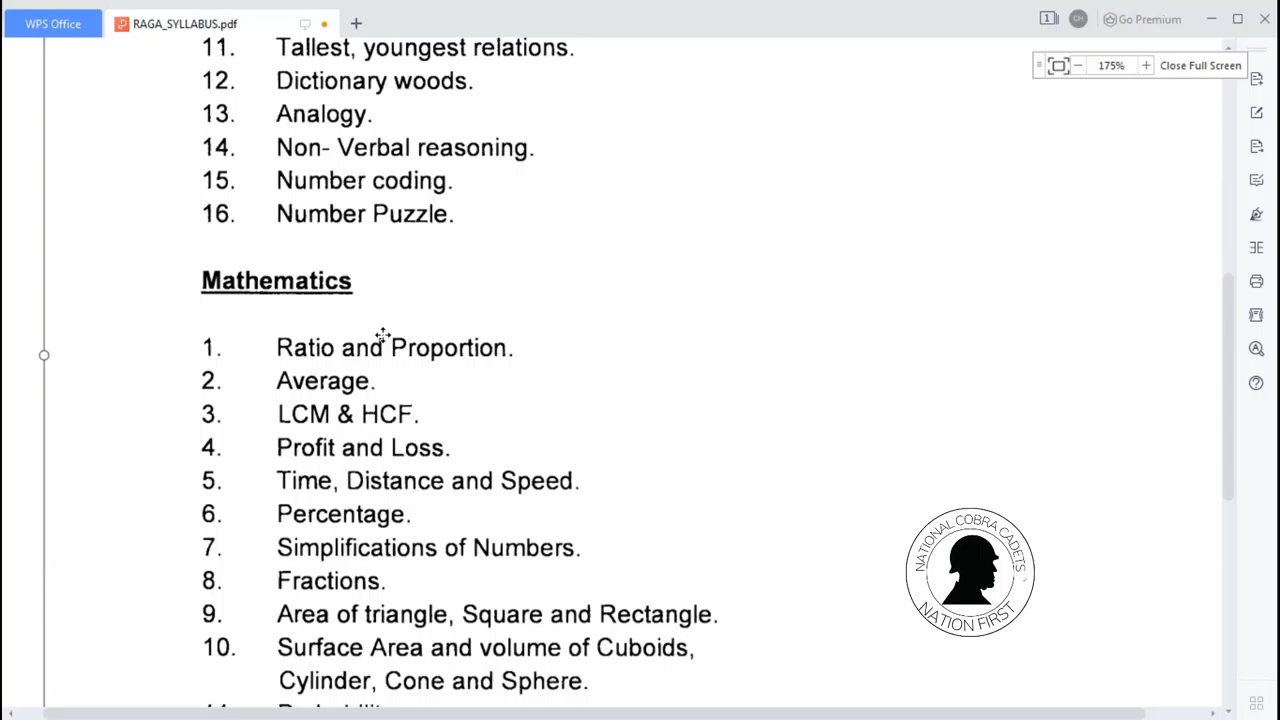 WPS Office
RAGA_SYLLABUS.pdf
1
CH
Go Premium
175%
Close Full Screen
11. Tallest, youngest relations.
12. Dictionary woods.
13. Analogy.
14. Non- Verbal reasoning.
15. Number coding.
16. Number Puzzle.
Mathematics
1. Ratio and Proportion.
2. Average.
3. LCM & HCF.
4. Profit and Loss.
5. Time, Distance and Speed.
6. Percentage.
7. Simplifications of Numbers.
8. Fractions.
9. Area of triangle, Square and Rectangle.
10. Surface Area and volume of Cuboids,
Cylinder, Cone and Sphere.
NATIONAL COBRA CADETS
NATION FIRST